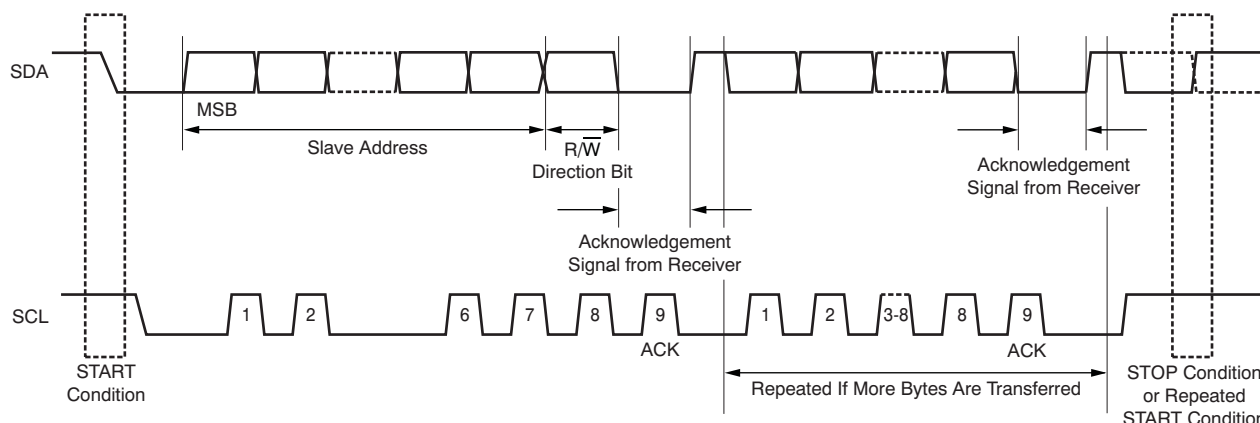 SDA
MSB
Slave Address
R/W̅
Direction Bit
Acknowledgement
Signal from Receiver
Acknowledgement
Signal from Receiver
SCL
1
2
6
7
8
9
1
2
3-8
8
9
ACK
ACK
START
Condition
Repeated If More Bytes Are Transferred
STOP Condition
or Repeated
START Condition